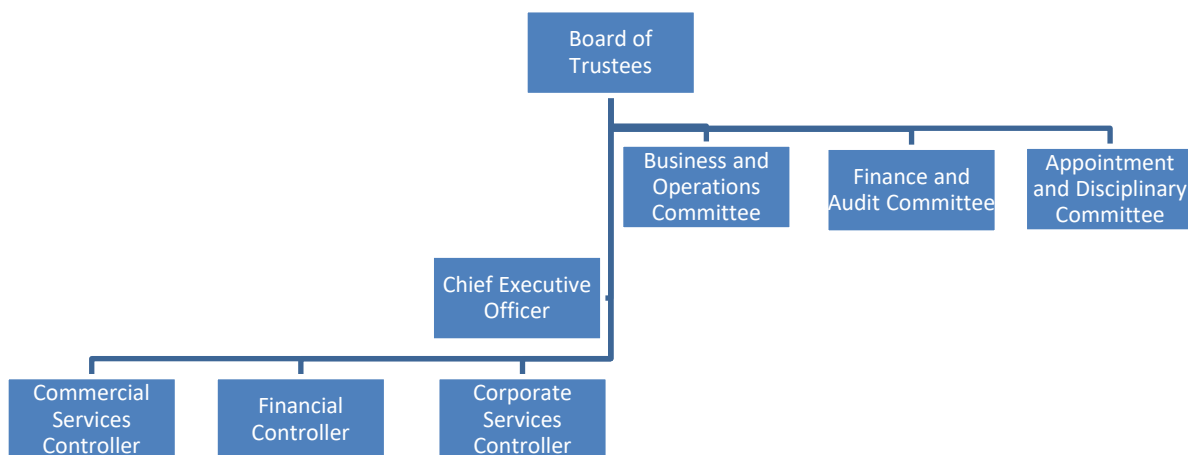 Board of
Trustees
Business and
Operations
Committee
Finance and
Audit Committee
Appointment
and Disciplinary
Committee
Chief Executive
Officer
Commercial
Services
Controller
Financial
Controller
Corporate
Services
Controller